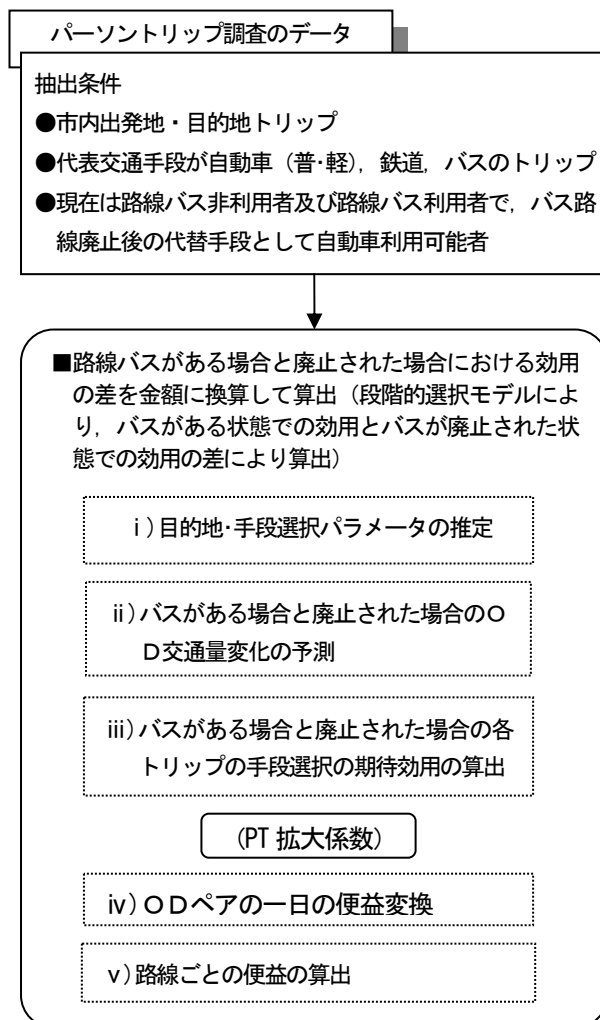 パーソントリップ調査のデータ
抽出条件
●市内出発地・目的地トリップ
●代表交通手段が自動車（普･軽），鉄道，バスのトリップ
●現在は路線バス非利用者及び路線バス利用者で，バス路
線廃止後の代替手段として自動車利用可能者
■路線バスがある場合と廃止された場合における効用
の差を金額に換算して算出（段階的選択モデルによ
り，バスがある状態での効用とバスが廃止された状
態での効用の差により算出）
ⅰ）目的地･手段選択パラメータの推定
ⅱ）バスがある場合と廃止された場合のＯ
Ｄ交通量変化の予測
ⅲ）バスがある場合と廃止された場合の各
トリップの手段選択の期待効用の算出
（PT 拡大係数）
ⅳ）ＯＤペアの一日の便益変換
ⅴ）路線ごとの便益の算出